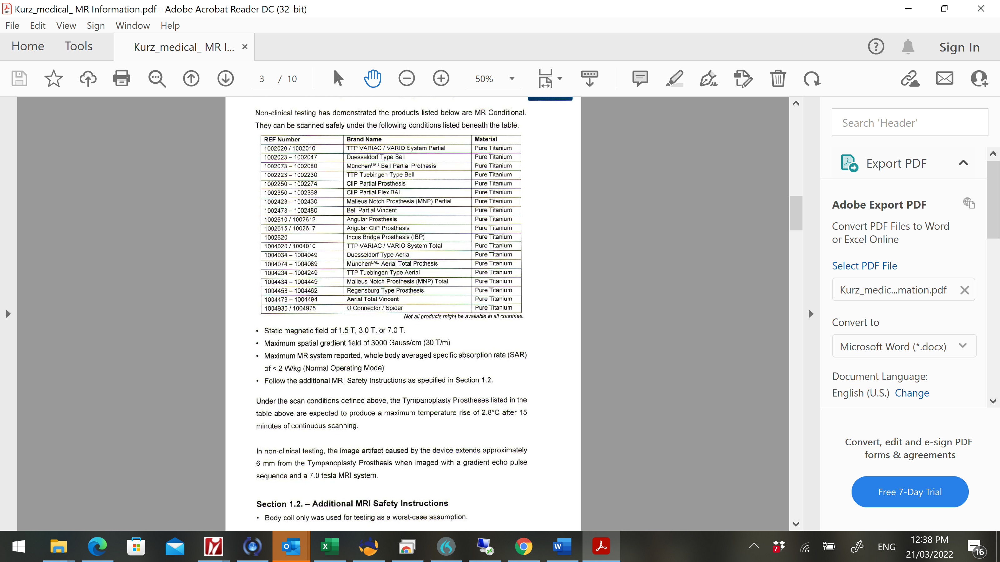 Kurz_medical_ MR Information.pdf - Adobe Acrobat Reader DC (32-bit)
File Edit View Sign Window Help
Home Tools Kurz_medical_ MR I... Sign In
3 / 10 50%
Non-clinical testing has demonstrated the products listed below are MR Conditional.
They can be scanned safely under the following conditions listed beneath the table.
REF Number Brand Name Material
1002020 / 1002010 TTP VARIAC / VARIO System Partial Pure Titanium
1002023 – 1002047 Duesseldorf Type Bell Pure Titanium
1002073 – 1002080 MünchenLMU Bell Partial Prothesis Pure Titanium
1002223 – 1002230 TTP Tuebingen Type Bell Pure Titanium
1002250 – 1002274 CliP Partial Prosthesis Pure Titanium
1002350 – 1002368 CliP Partial FlexiBAL Pure Titanium
1002423 – 1002430 Malleus Notch Prosthesis (MNP) Partial Pure Titanium
1002473 – 1002480 Bell Partial Vincent Pure Titanium
1002610 / 1002612 Angular Prosthesis Pure Titanium
1002615 / 1002617 Angular CliP Prosthesis Pure Titanium
1002620 Incus Bridge Prosthesis (IBP) Pure Titanium
1004020 / 1004010 TTP VARIAC / VARIO System Total Pure Titanium
1004034 – 1004049 Duesseldorf Type Aerial Pure Titanium
1004074 – 1004089 MünchenLMU Aerial Total Prothesis Pure Titanium
1004234 – 1004249 TTP Tuebingen Type Aerial Pure Titanium
1004434 – 1004449 Malleus Notch Prosthesis (MNP) Total Pure Titanium
1004458 – 1004462 Regensburg Type Prosthesis Pure Titanium
1004478 – 1004494 Aerial Total Vincent Pure Titanium
1004930 / 1004975 Ω Connector / Spider Pure Titanium
Not all products might be available in all countries.
• Static magnetic field of 1.5 T, 3.0 T, or 7.0 T.
• Maximum spatial gradient field of 3000 Gauss/cm (30 T/m)
• Maximum MR system reported, whole body averaged specific absorption rate (SAR)
of < 2 W/kg (Normal Operating Mode)
• Follow the additional MRI Safety Instructions as specified in Section 1.2.
Under the scan conditions defined above, the Tympanoplasty Prostheses listed in the
table above are expected to produce a maximum temperature rise of 2.8°C after 15
minutes of continuous scanning.
In non-clinical testing, the image artifact caused by the device extends approximately
6 mm from the Tympanoplasty Prosthesis when imaged with a gradient echo pulse
sequence and a 7.0 tesla MRI system.
Section 1.2. – Additional MRI Safety Instructions
• Body coil only was used for testing as a worst-case assumption.
Search 'Header'
Export PDF
Adobe Export PDF
Convert PDF Files to Word
or Excel Online
Select PDF File
Kurz_medic...mation.pdf
Convert to
Microsoft Word (*.docx)
Document Language:
English (U.S.) Change
Convert, edit and e-sign PDF
forms & agreements
Free 7-Day Trial
7 ENG
12:38 PM
21/03/2022
16